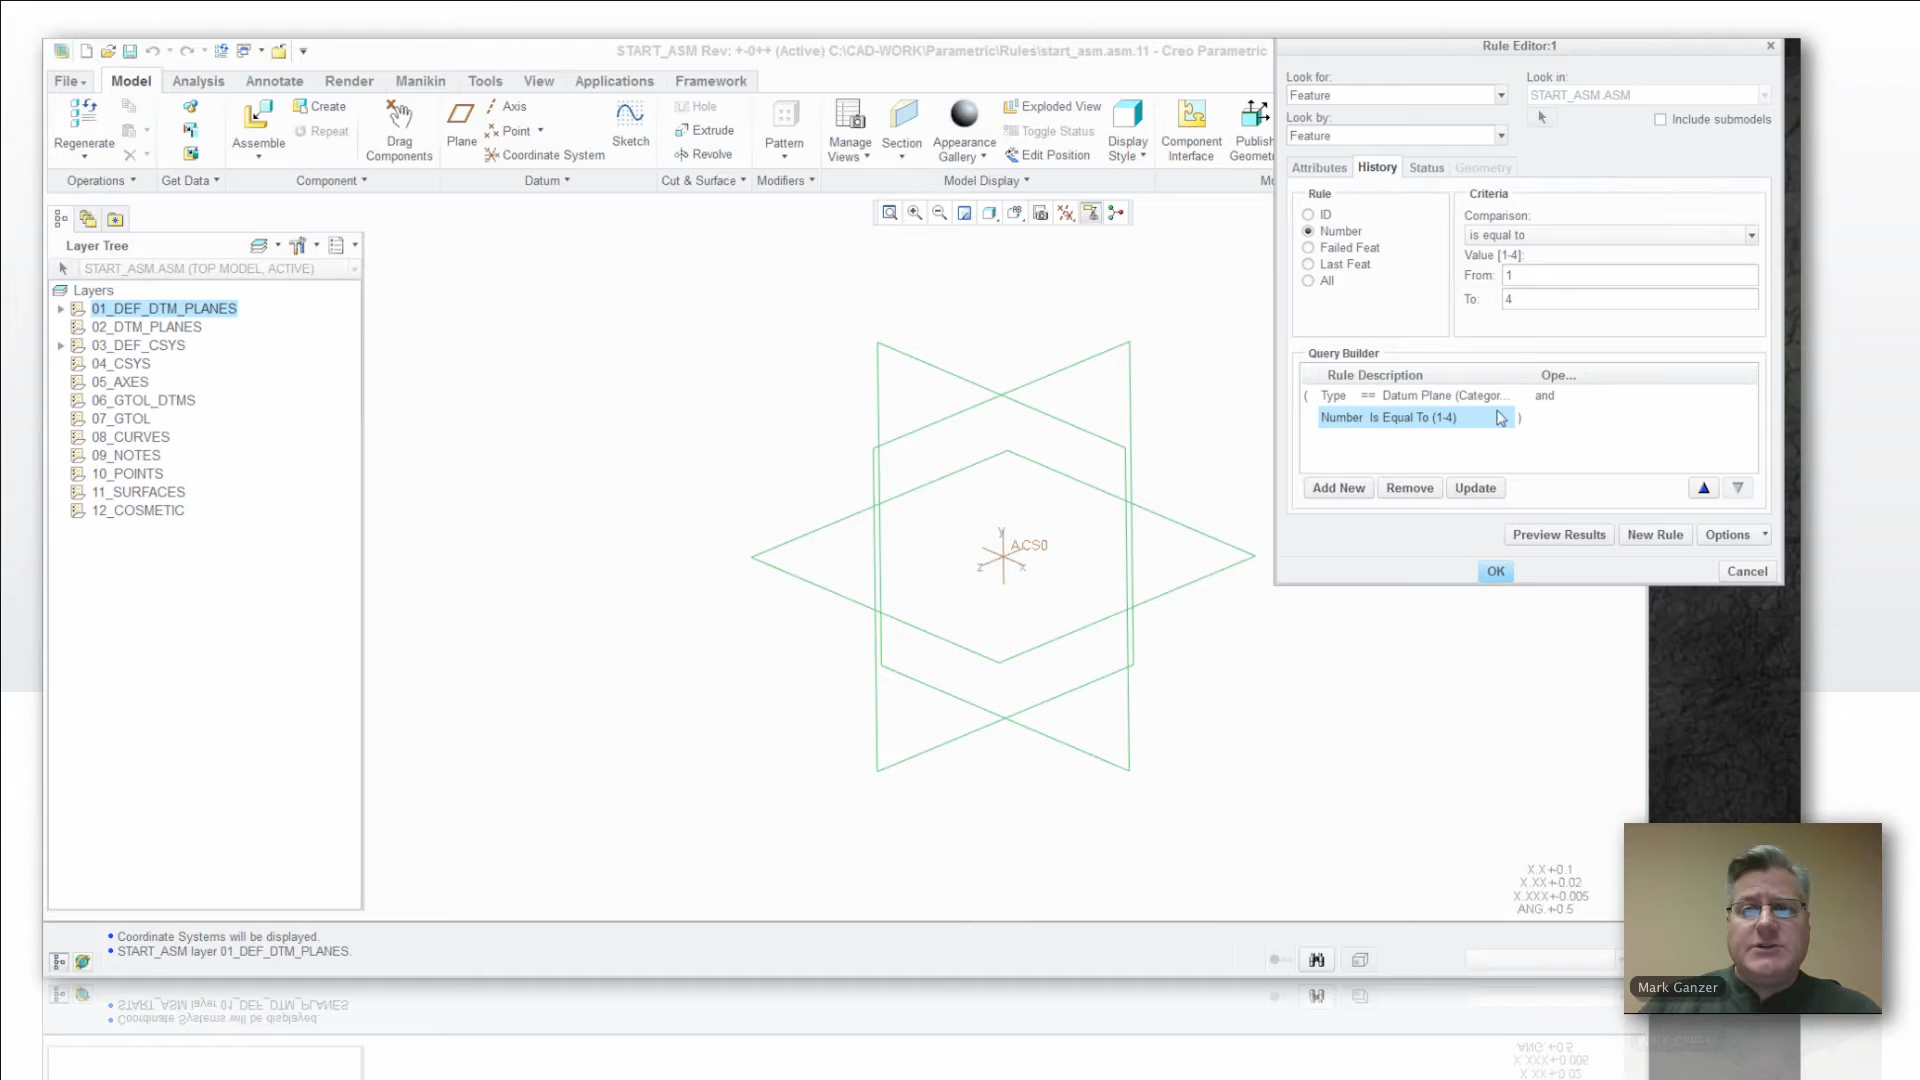 START_ASM Rev: +-0++ (Active) C:\CAD-WORK\Parametric\Rules\start_asm.asm.11 - Creo Parametric
File
Model
Analysis
Annotate
Render
Manikin
Tools
View
Applications
Framework
Regenerate
Assemble
Create
Repeat
Drag Components
Plane
Axis
Point
Coordinate System
Sketch
Hole
Extrude
Revolve
Pattern
Manage Views
Section
Appearance Gallery
Exploded View
Toggle Status
Edit Position
Display Style
Component Interface
Publish Geomet
Operations
Get Data
Component
Datum
Cut & Surface
Modifiers
Model Display
Layer Tree
START_ASM.ASM (TOP MODEL, ACTIVE)
Layers
01_DEF_DTM_PLANES
02_DTM_PLANES
03_DEF_CSYS
04_CSYS
05_AXES
06_GTOL_DTMS
07_GTOL
08_CURVES
09_NOTES
10_POINTS
11_SURFACES
12_COSMETIC
y
ACS0
z
x
Rule Editor:1
Look for:
Look in:
Feature
START_ASM.ASM
Look by:
Include submodels
Feature
Attributes
History
Status
Geometry
Rule
ID
Number
Failed Feat
Last Feat
All
Criteria
Comparison:
is equal to
Value [1-4]:
From: 1
To: 4
Query Builder
Rule Description Ope...
( Type == Datum Plane (Categor... and
Number Is Equal To (1-4) )
Add New
Remove
Update
Preview Results
New Rule
Options
OK
Cancel
X.X+-0.1
X.XX+-0.02
X.XXX+-0.005
ANG.+-0.5
Coordinate Systems will be displayed.
START_ASM layer 01_DEF_DTM_PLANES.
Mark Ganzer